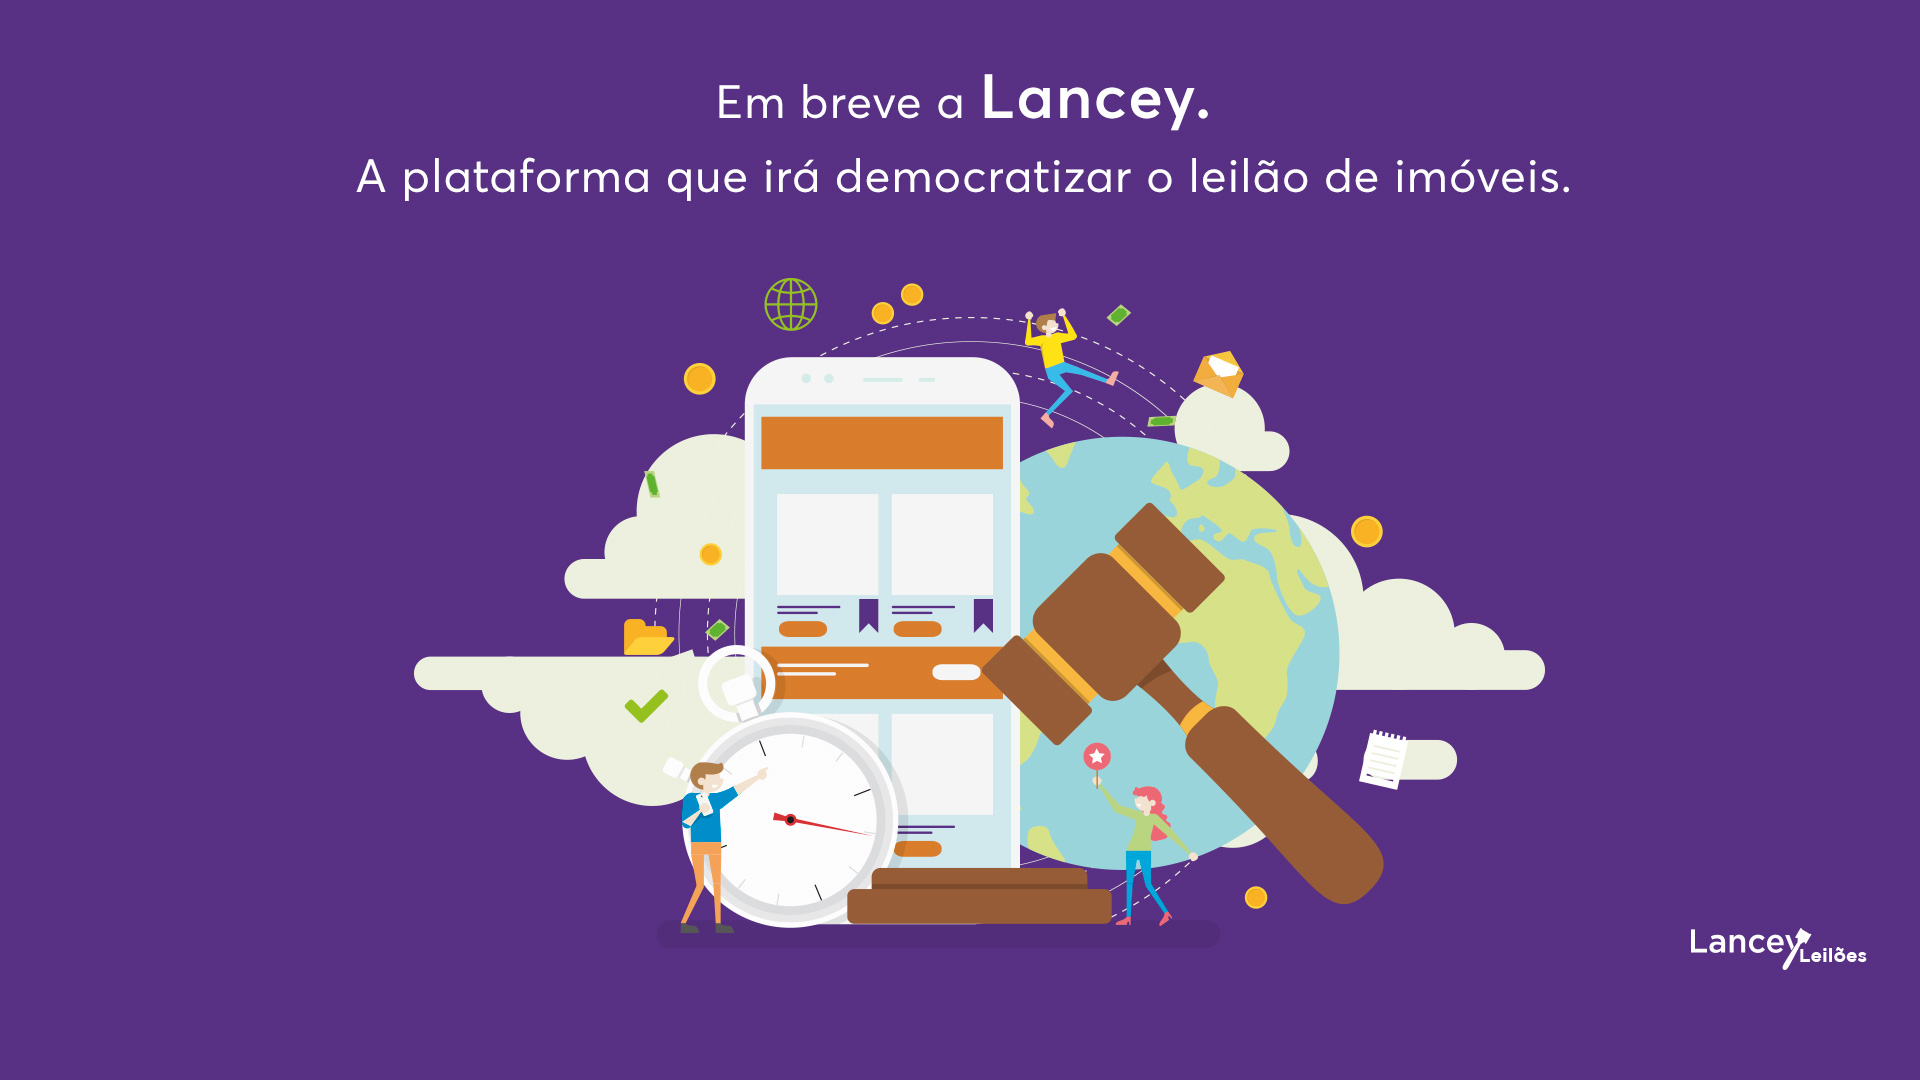 Em breve a Lancey.
A plataforma que irá democratizar o leilão de imóveis.
Lancey
Leilões